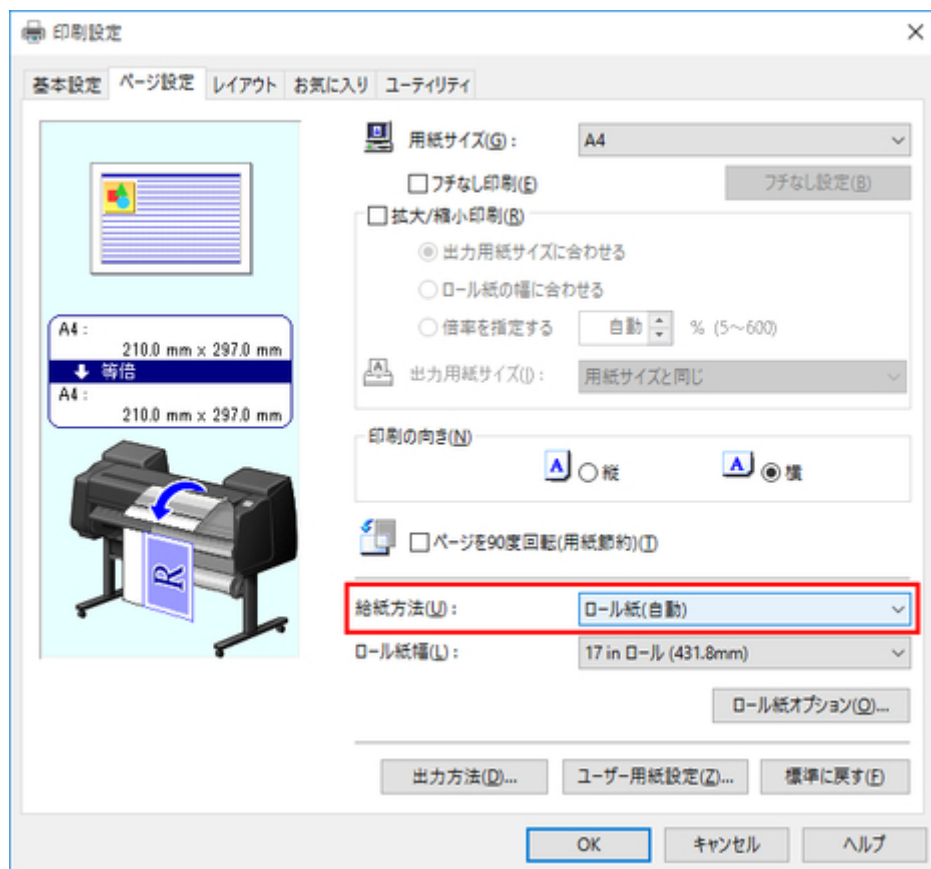 印刷設定
基本設定 ページ設定 レイアウト お気に入り ユーティリティ
用紙サイズ(G): A4
フチなし印刷(E) フチなし設定(B)
拡大/縮小印刷(R)
出力用紙サイズに合わせる
ロール紙の幅に合わせる
倍率を指定する 自動 % (5～600)
出力用紙サイズ(I): 用紙サイズと同じ
A4 :
210.0 mm x 297.0 mm
等倍
A4 :
210.0 mm x 297.0 mm
印刷の向き(N)
A 縦 A 横
ページを90度回転(用紙節約)(T)
R
給紙方法(U): ロール紙(自動)
ロール紙幅(L): 17 in ロール (431.8mm)
ロール紙オプション(O)...
出力方法(D)... ユーザー用紙設定(Z)... 標準に戻す(F)
OK キャンセル ヘルプ